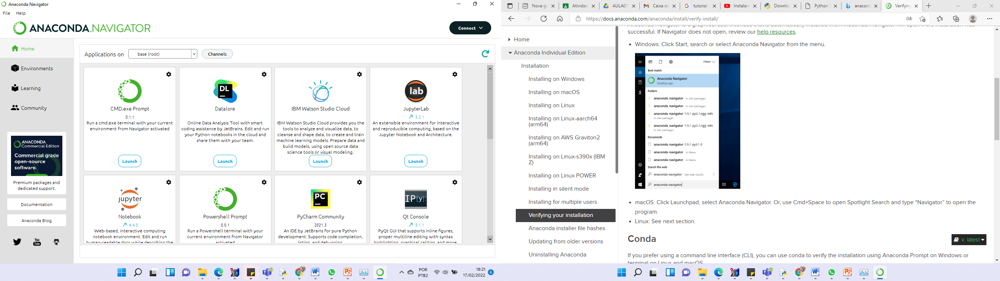 Anaconda Navigator
File Help
ANACONDA.NAVIGATOR
Connect
Home
Environments
Learning
Community
ANACONDA.
Commercial Edition
Commercial grade
open-source
software.
Premium packages and
dedicated support.
Documentation
Anaconda Blog
You
Tube
Applications on base (root) Channels
CMD.exe Prompt
0.1.1
Run a cmd.exe terminal with your current
environment from Navigator activated
Launch
DL
Datalore
Online Data Analysis Tool with smart
coding assistance by JetBrains. Edit and run
your Python notebooks in the cloud and
share them with your team.
Launch
IBM Watson Studio Cloud
IBM Watson Studio Cloud provides you the
tools to analyze and visualize data, to
cleanse and shape data, to create and train
machine learning models. Prepare data and
build models, using open source data
science tools or visual modeling.
Launch
lab
JupyterLab
3.2.1
An extensible environment for interactive
and reproducible computing, based on the
Jupyter Notebook and Architecture.
Launch
jupyter
Notebook
6.4.5
Web-based, interactive computing
notebook environment. Edit and run
human-readable docs while describing the
Powershell Prompt
0.0.1
Run a Powershell terminal with your
current environment from Navigator
activated
PC
PyCharm Community
2021.3
An IDE by JetBrains for pure Python
development. Supports code completion,
listing, and debugging.
IP[y]:
Qt Console
5.1.1
PyQt GUI that supports inline figures,
proper multiline editing with syntax
highlighting, graphical calltips, and more.
POR
PTB2
18:21
17/02/2022
6
Nova gu
Atividad
AULA01
Caixa de
tutorial
Instalan
Downlo
Python
anacon
Verifying
https://docs.anaconda.com/anaconda/install/verify-install/
Home
Anaconda Individual Edition
Installation
Installing on Windows
Installing on macOS
Installing on Linux
Installing on Linux-aarch64
(arm64)
Installing on AWS Graviton2
(arm64)
Installing on Linux-s390x (IBM
Z)
Installing on Linux POWER
Installing in silent mode
Installing for multiple users
Verifying your installation
Anaconda installer file hashes
Updating from older versions
Uninstalling Anaconda
successful. If Navigator does not open, review our help resources.
• Windows: Click Start, search or select Anaconda Navigator from the menu.
Filters
Best match
Anaconda Navigator
Desktop app
Folders
anaconda_navigator - in site-packages
anaconda_navigator - in site-packages
anaconda_navigator-1.9.7-py3.7.egg-info
in site-packages
anaconda_navigator-1.9.7-py3.7.egg-info
in site-packages
Documents
anaconda-navigator-1.9.7-py37_0
anaconda-navigator - in Menu
anaconda-navigator - in Menu
Search the web
anaconda navigator - See web results
anaconda navigator
• macOS: Click Launchpad, select Anaconda Navigator. Or, use Cmd+Space to open Spotlight Search and type “Navigator” to open the
program.
• Linux: See next section.
Conda
v: latest
If you prefer using a command line interface (CLI), you can use conda to verify the installation using Anaconda Prompt on Windows or
terminal on Linux and macOS.